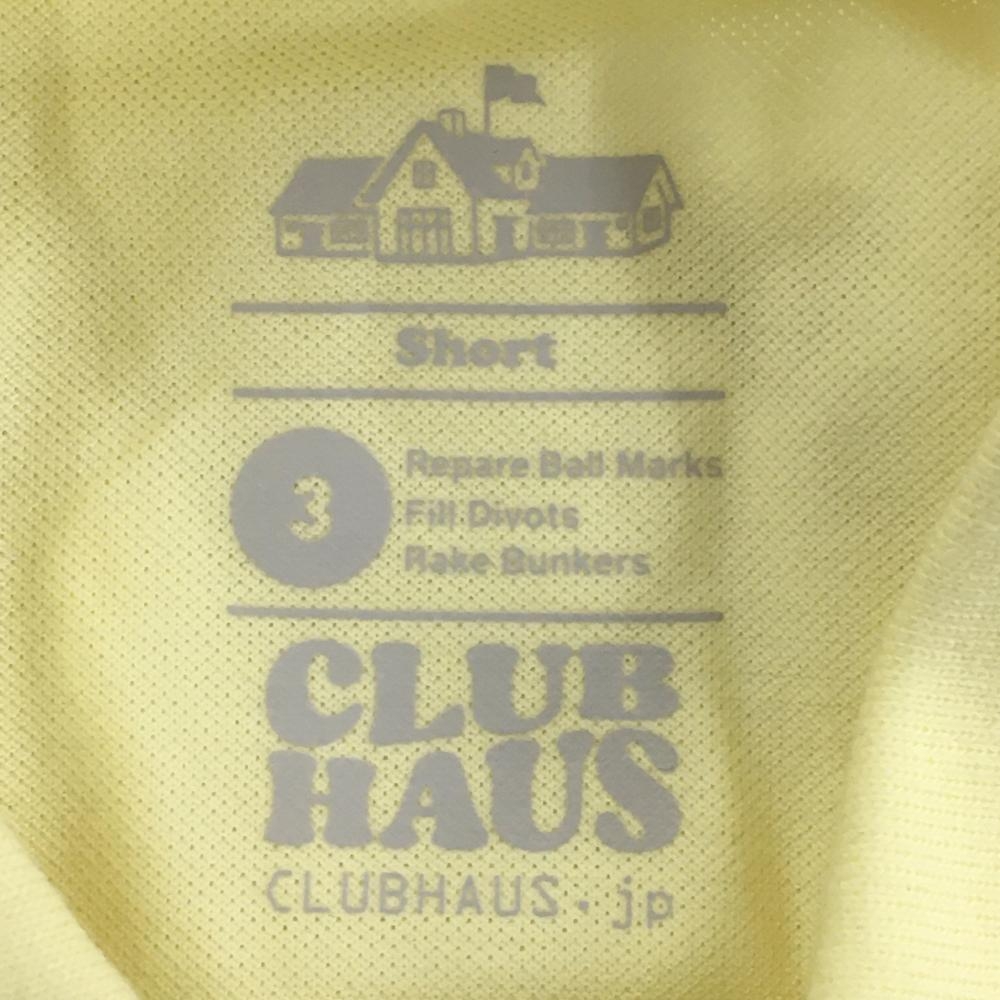 Short
3
Repare Ball Marks
Fill Divots
Rake Bunkers
CLUB
HAUS
CLUBHAUS.jp